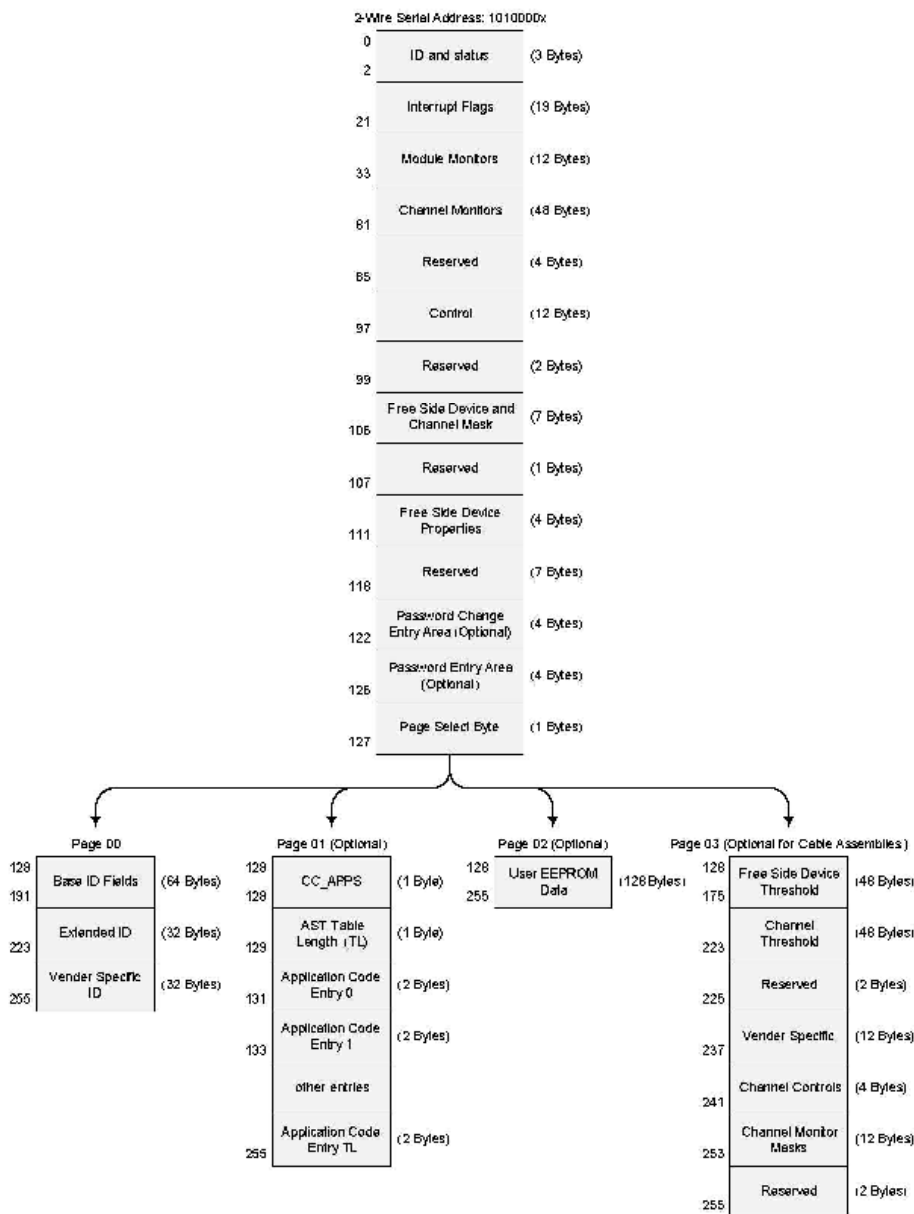 2-Wire Serial Address: 1010000x
0
2
ID and status
(3 Bytes)
21
Interrupt Flags
(19 Bytes)
33
Module Monitors
(12 Bytes)
81
Channel Monitors
(48 Bytes)
85
Reserved
(4 Bytes)
97
Control
(12 Bytes)
99
Reserved
(2 Bytes)
106
Free Side Device and
Channel Mask
(7 Bytes)
107
Reserved
(1 Bytes)
111
Free Side Device
Properties
(4 Bytes)
118
Reserved
(7 Bytes)
122
Password Change
Entry Area (Optional)
(4 Bytes)
126
Password Entry Area
(Optional)
(4 Bytes)
127
Page Select Byte
(1 Bytes)
Page 00
128
191
Base ID Fields
(64 Bytes)
223
Extended ID
(32 Bytes)
255
Vender Specific
ID
(32 Bytes)
Page 01 (Optional)
128
128
CC_APPS
(1 Byte)
129
AST Table
Length (TL)
(1 Byte)
131
Application Code
Entry 0
(2 Bytes)
133
Application Code
Entry 1
(2 Bytes)
other entries
255
Application Code
Entry TL
(2 Bytes)
Page 02 (Optional)
128
255
User EEPROM
Data
(128 Bytes)
Page 03 (Optional for Cable Assemblies)
128
175
Free Side Device
Threshold
(48 Bytes)
223
Channel
Threshold
(48 Bytes)
225
Reserved
(2 Bytes)
237
Vender Specific
(12 Bytes)
241
Channel Controls
(4 Bytes)
253
Channel Monitor
Masks
(12 Bytes)
255
Reserved
(2 Bytes)